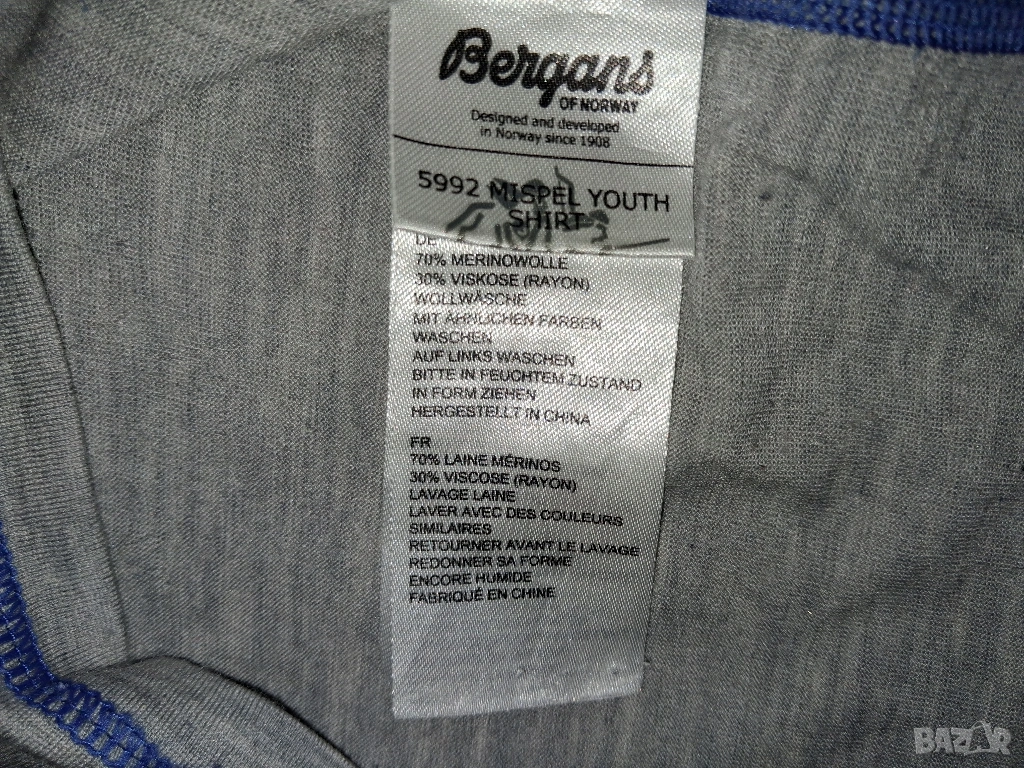 Bergans
OF NORWAY
Designed and developed
in Norway since 1908
5992 MISPEL YOUTH
SHIRT
DE
70% MERINOWOLLE
30% VISKOSE (RAYON)
WOLLWÄSCHE
MIT ÄHNLICHEN FARBEN
WASCHEN
AUF LINKS WASCHEN
BITTE IN FEUCHTEM ZUSTAND
IN FORM ZIEHEN
HERGESTELLT IN CHINA
FR
70% LAINE MÉRINOS
30% VISCOSE (RAYON)
LAVAGE LAINE
LAVER AVEC DES COULEURS
SIMILAIRES
RETOURNER AVANT LE LAVAGE
REDONNER SA FORME
ENCORE HUMIDE
FABRIQUÉ EN CHINE
BAZAR